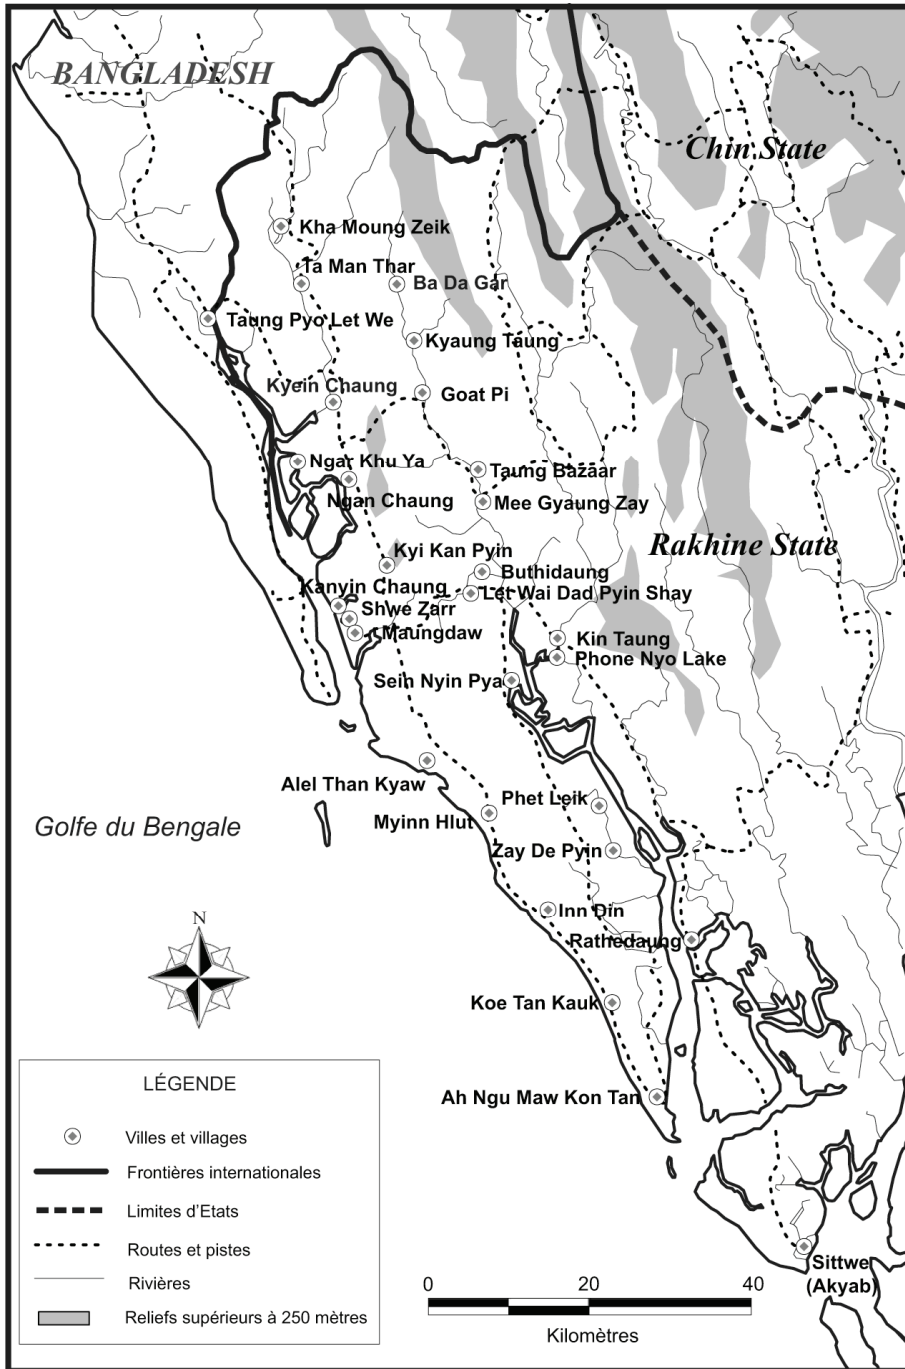 BANGLADESH
Chin State
Kha Moung Zeik
Ta Man Thar
Ba Da Gar
Taung Pyo Let We
Kyaung Taung
Kyein Chaung
Goat Pi
Ngar Khu Ya
Taung Bazaar
Ngan Chaung
Mee Gyaung Zay
Rakhine State
Kyi Kan Pyin
Buthidaung
Kanyin Chaung
Let Wai Dad Pyin Shay
Shwe Zarr
Maungdaw
Kin Taung
Phone Nyo Lake
Sein Nyin Pya
Alel Than Kyaw
Phet Leik
Myinn Hlut
Golfe du Bengale
Zay De Pyin
Inn Din
N
Rathedaung
Koe Tan Kauk
Ah Ngu Maw Kon Tan
LÉGENDE
Villes et villages
Frontières internationales
Limites d'Etats
Routes et pistes
Rivières
Reliefs supérieurs à 250 mètres
Sittwe
(Akyab)
0 20 40
Kilomètres